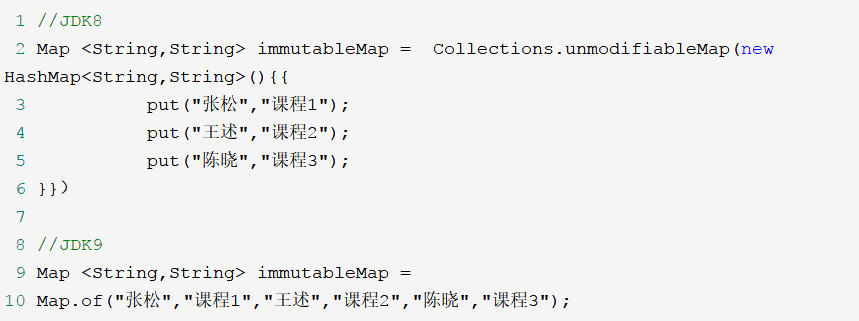 1 //JDK8
2 Map <String,String> immutableMap =  Collections.unmodifiableMap(new
HashMap<String,String>(){{
3          put("张松","课程1");
4          put("王述","课程2");
5          put("陈晓","课程3");
6 }}）
7
8 //JDK9
9 Map <String,String> immutableMap =
10 Map.of("张松","课程1","王述","课程2","陈晓","课程3");